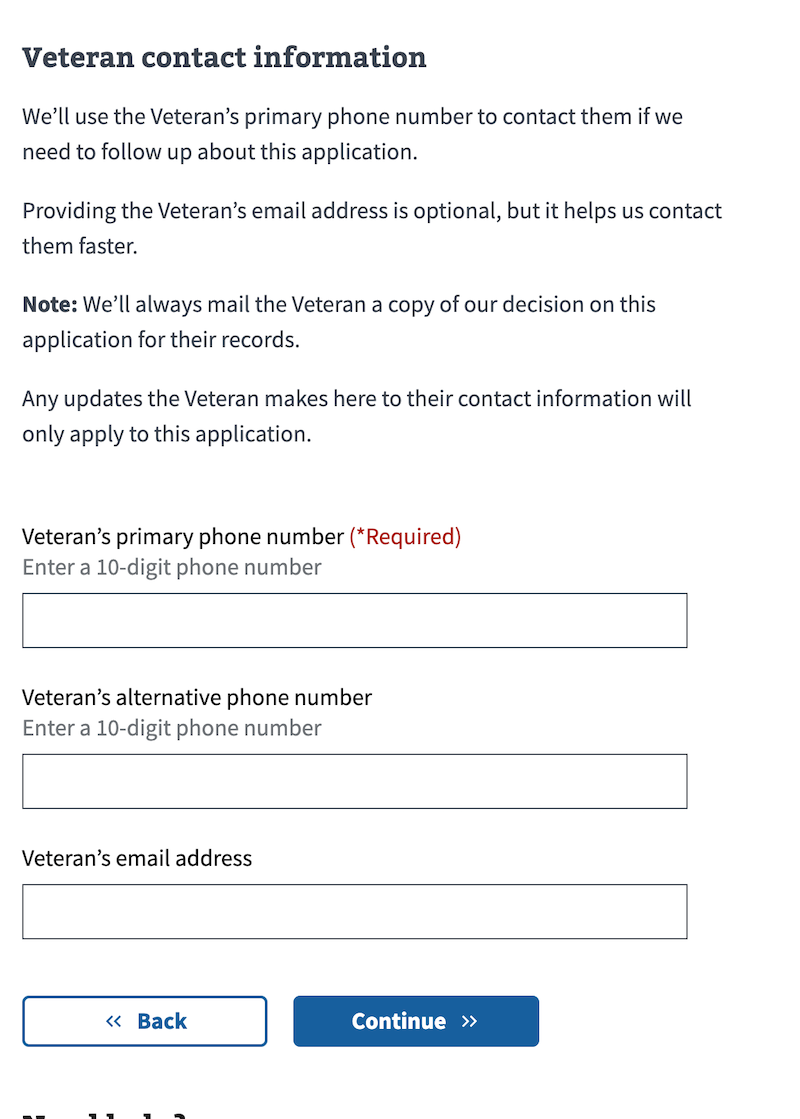 Veteran contact information
We’ll use the Veteran’s primary phone number to contact them if we
need to follow up about this application.
Providing the Veteran’s email address is optional, but it helps us contact
them faster.
Note: We’ll always mail the Veteran a copy of our decision on this
application for their records.
Any updates the Veteran makes here to their contact information will
only apply to this application.
Veteran’s primary phone number (*Required)
Enter a 10-digit phone number
Veteran’s alternative phone number
Enter a 10-digit phone number
Veteran’s email address
« Back
Continue »